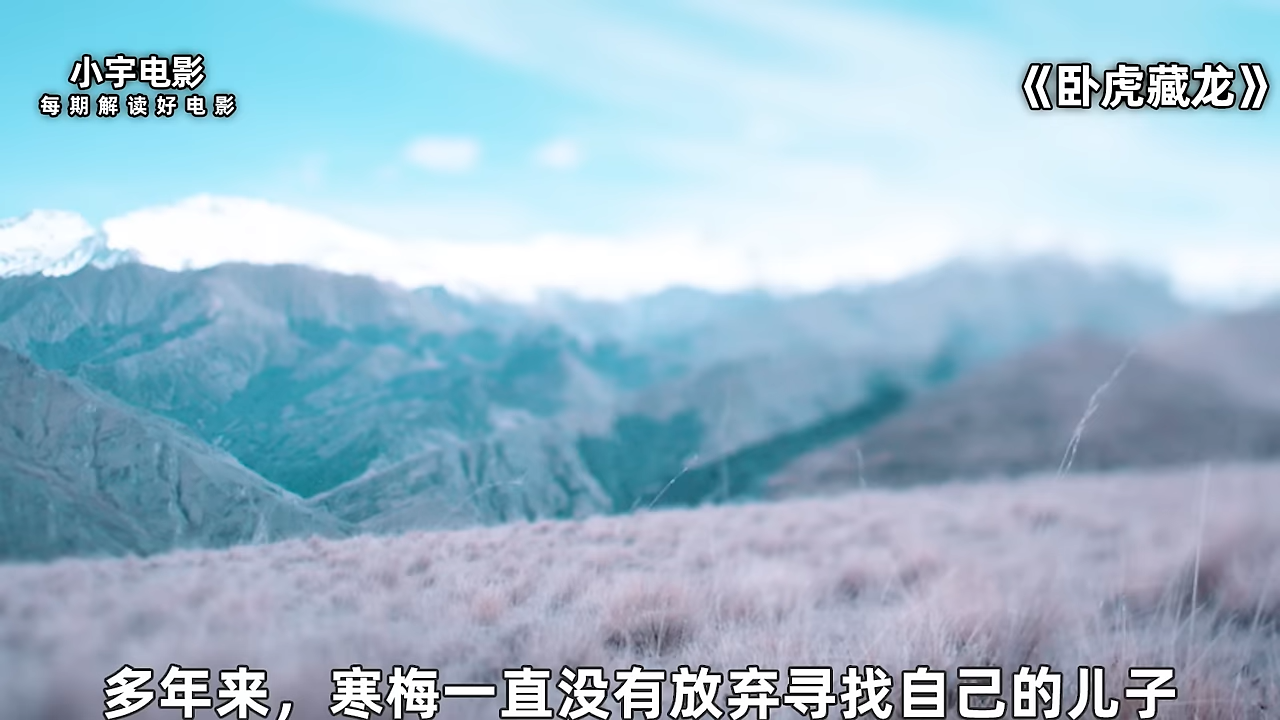 小宇电影
每期解读好电影
《卧虎藏龙》
多年来，寒梅一直没有放弃寻找自己的儿子